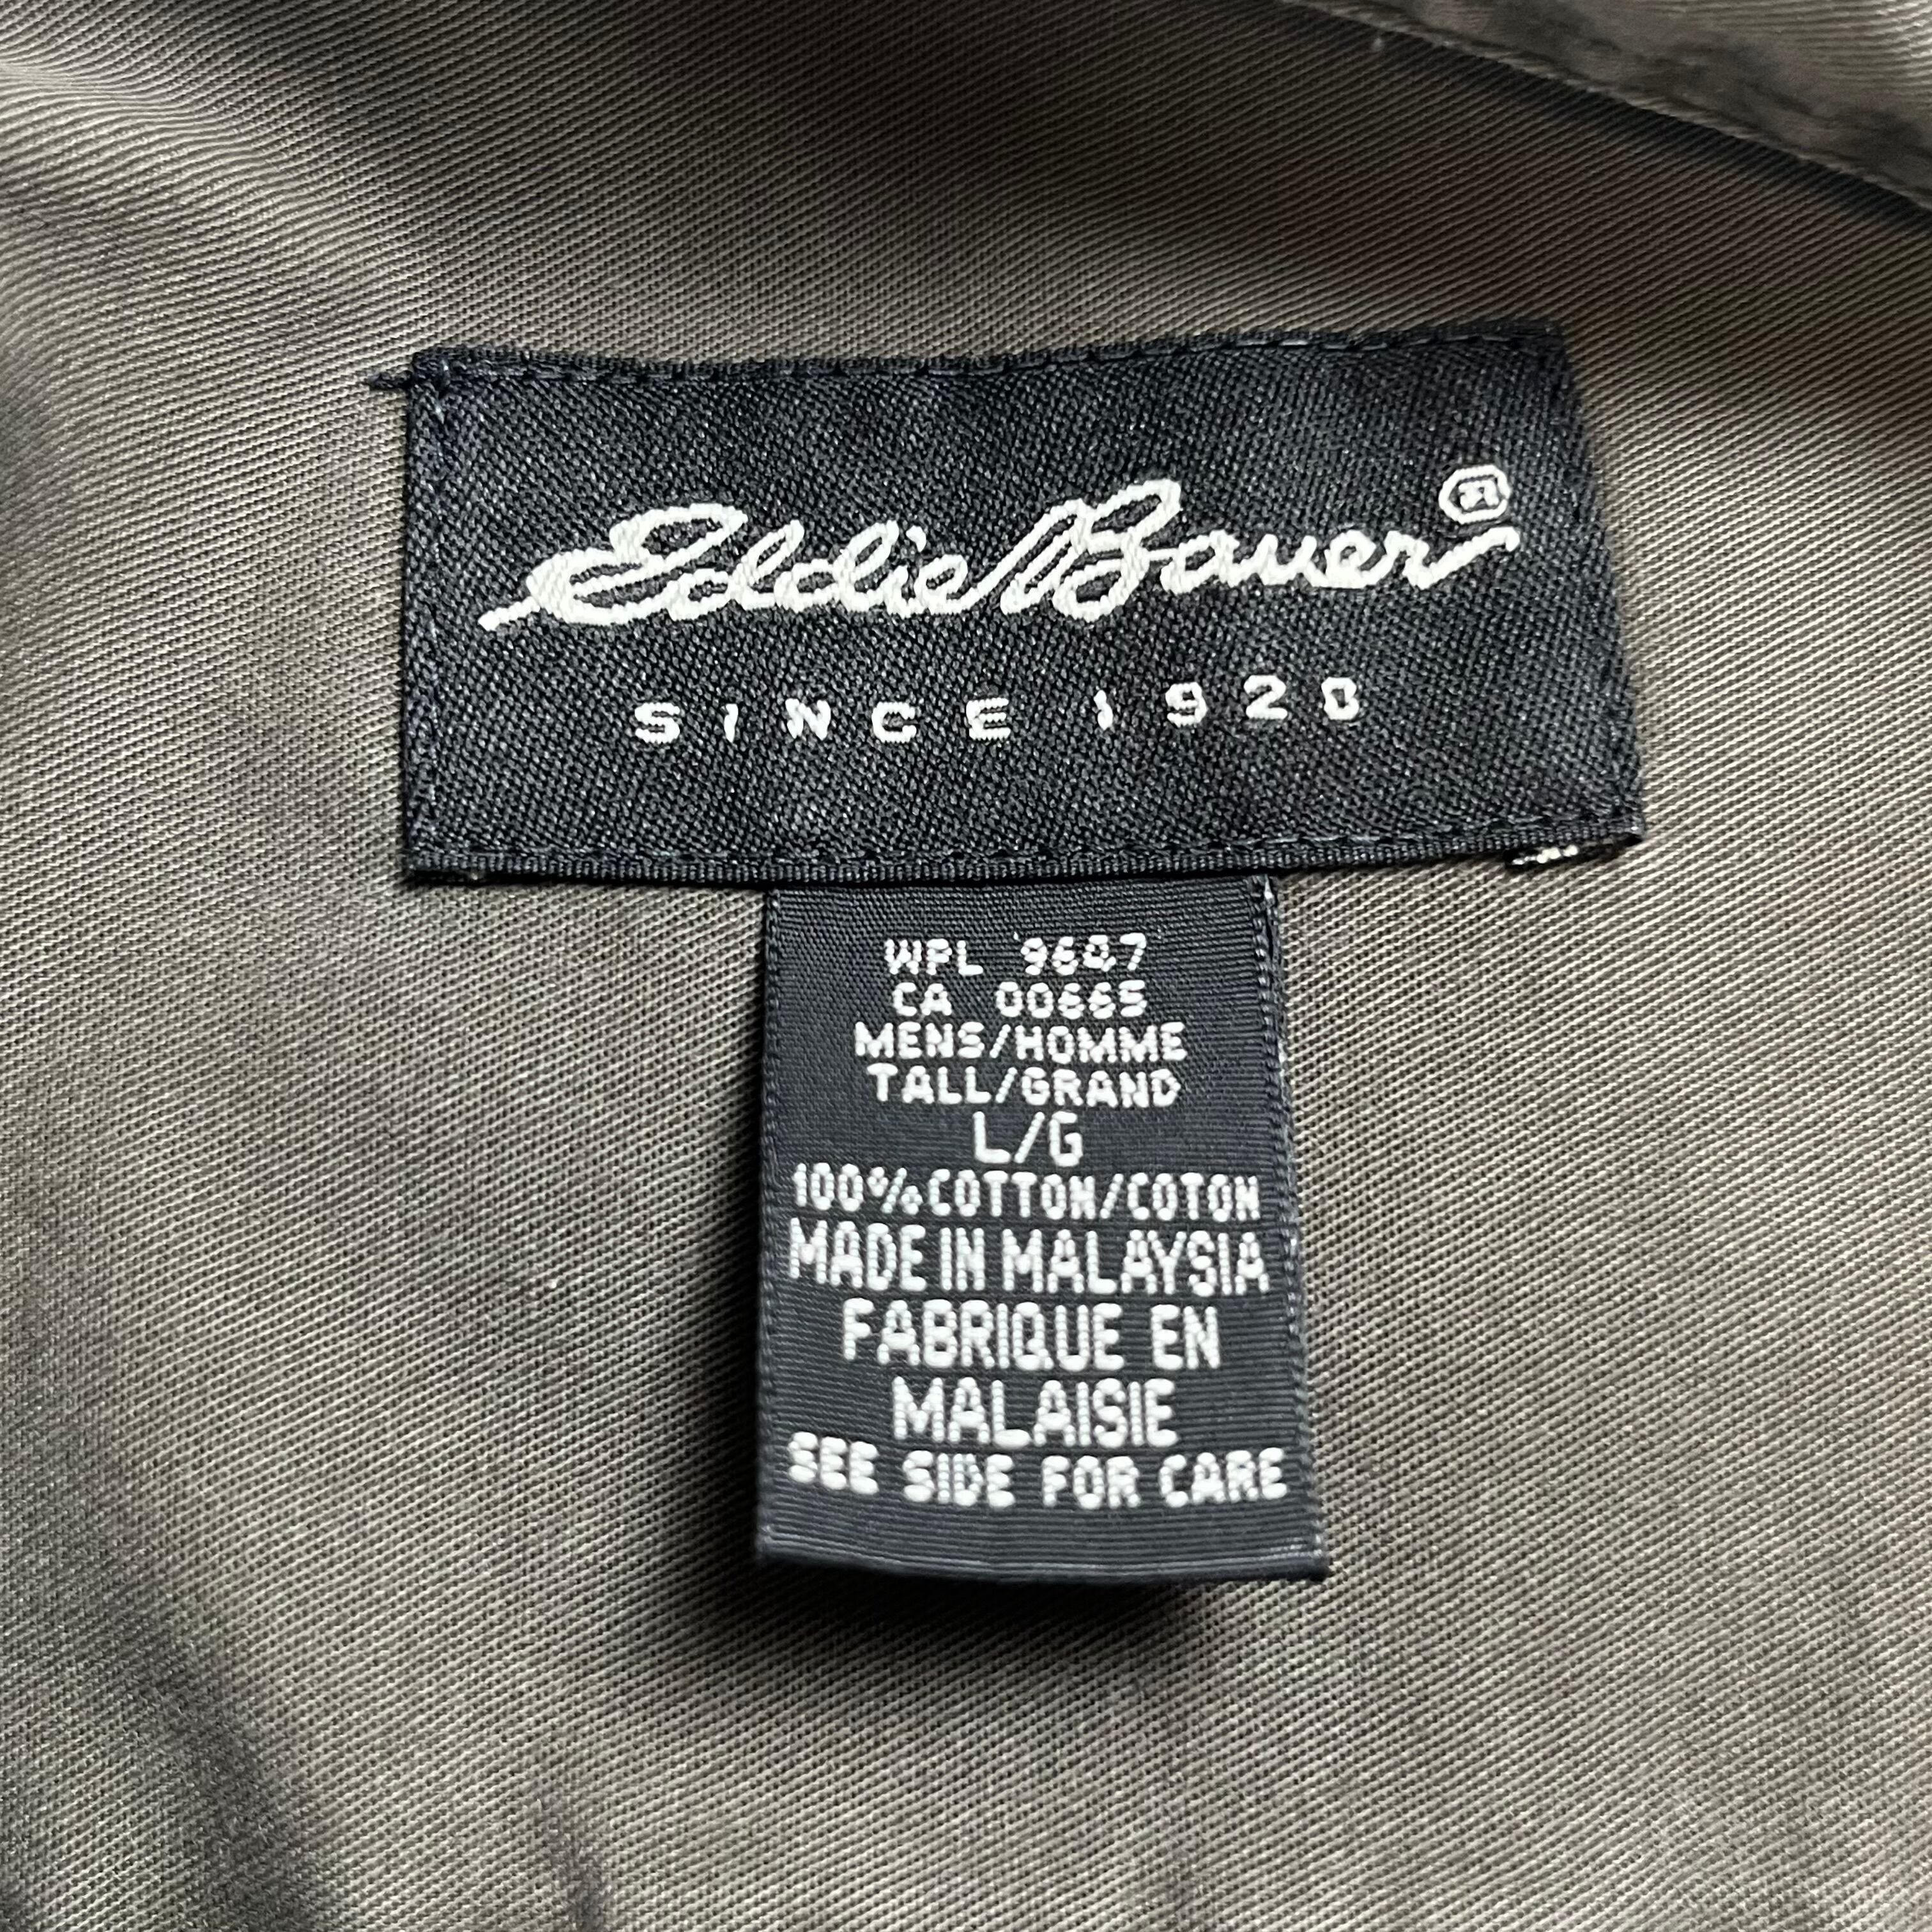 Eddie Bauer®
SINCE 1920
WPL 9647
CA 00665
MENS/HOMME
TALL/GRAND
L/G
100% COTTON/COTON
MADE IN MALAYSIA
FABRIQUE EN
MALAISIE
SEE SIDE FOR CARE